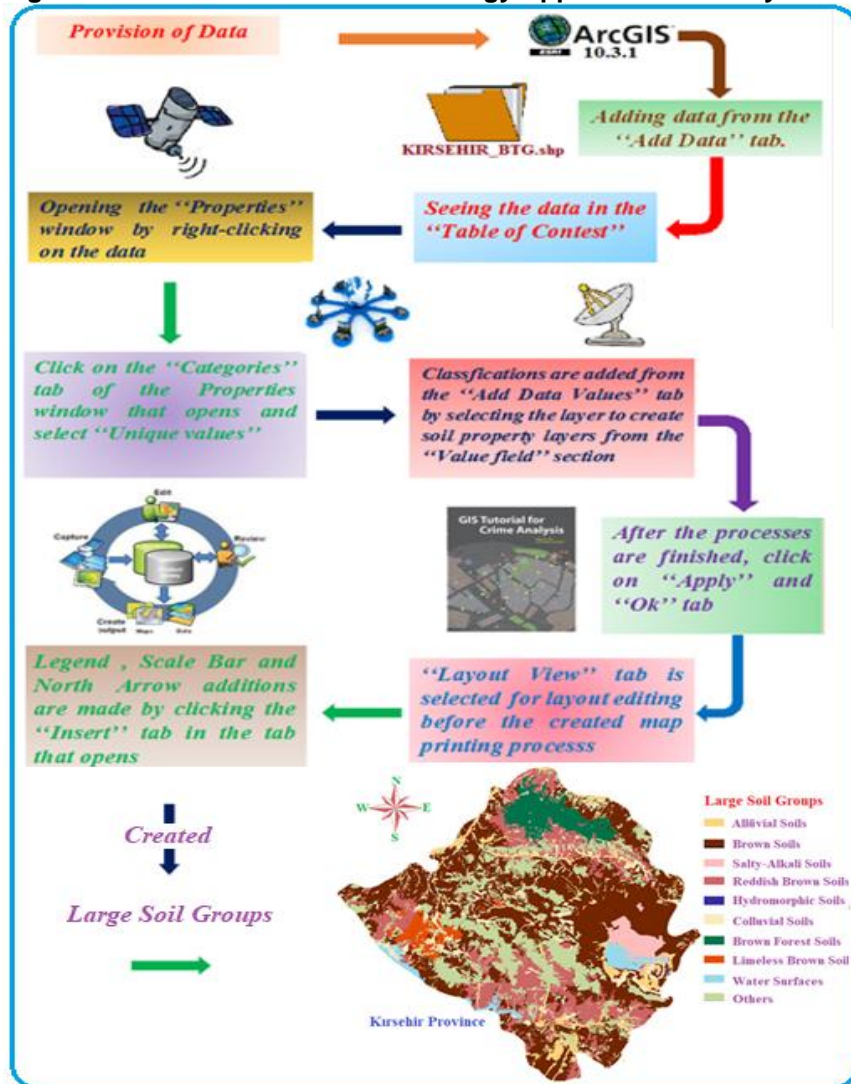 Provision of Data
ArcGIS
ESRI
10.3.1
KIRSEHIR_BTG.shp
Adding data from the
“Add Data” tab.
Opening the “Properties”
window by right-clicking
on the data
Seeing the data in the
“Table of Contest”
Click on the “Categories”
tab of the Properties
window that opens and
select “Unique values”
Classfications are added from
the “Add Data Values” tab
by selecting the layer to create
soil property layers from the
“Value field” section
Edit
Capture
Review
Create
output
Maps
Data
GIS Tutorial for
Crime Analysis
After the processes
are finished, click
on “Apply” and
“Ok” tab
Legend , Scale Bar and
North Arrow additions
are made by clicking the
“Insert” tab in the tab
that opens
“Layout View” tab is
selected for layout editing
before the created map
printing processs
Created
Large Soil Groups
N
W
E
S
Kırsehir Province
Large Soil Groups
Allüvial Soils
Brown Soils
Salty-Alkali Soils
Reddish Brown Soils
Hydromorphic Soils
Colluvial Soils
Brown Forest Soils
Limeless Brown Soil
Water Surfaces
Others